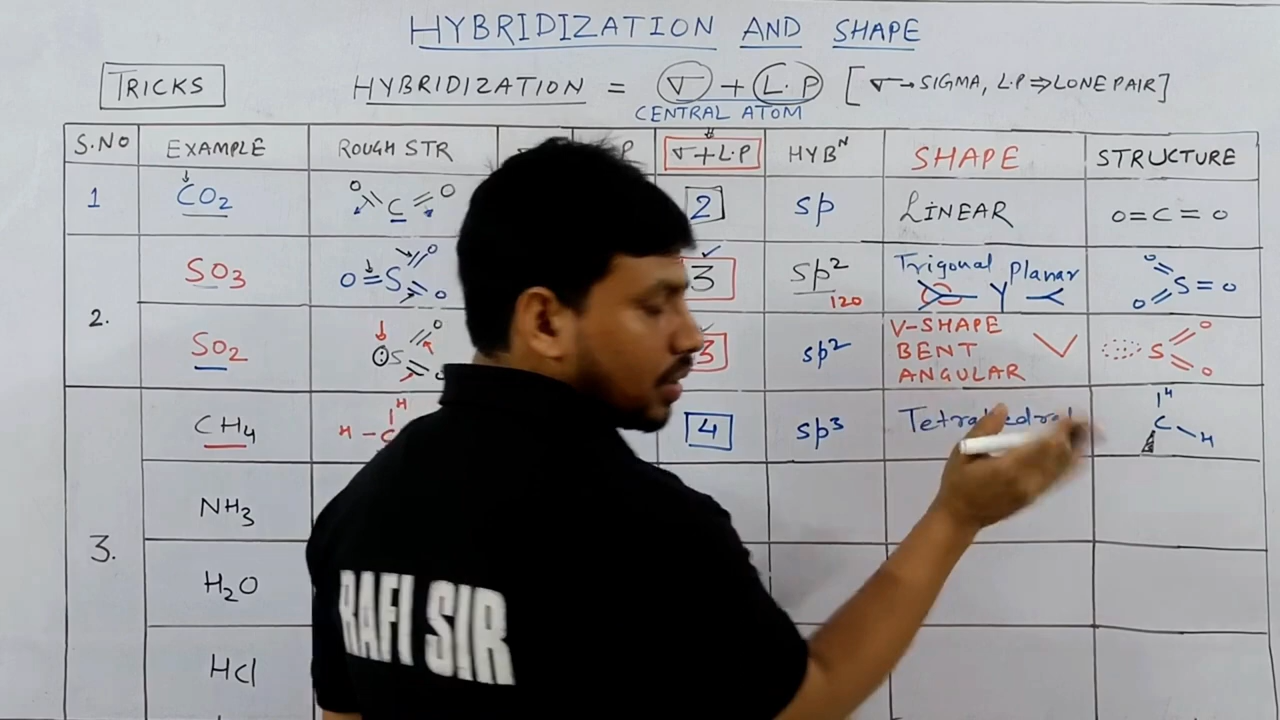 HYBRIDIZATION AND SHAPE
TRICKS
HYBRIDIZATION = σ + L.P [σ→SIGMA, L.P⇒LONE PAIR]
CENTRAL ATOM
S.NO EXAMPLE ROUGH STR P σ+L.P HYBᴺ SHAPE STRUCTURE
1 CO2 O C O 2 sp LINEAR O=C=O
2.
SO3 O=S=O O 3 sp² Trigonal Planar O S=O O
120
SO2 S O 3 sp² V-SHAPE
BENT
ANGULAR
S O O
3.
CH4 H-C H 4 sp³ Tetrahedral H C H
NH3
H2O
HCl
RAFI SIR